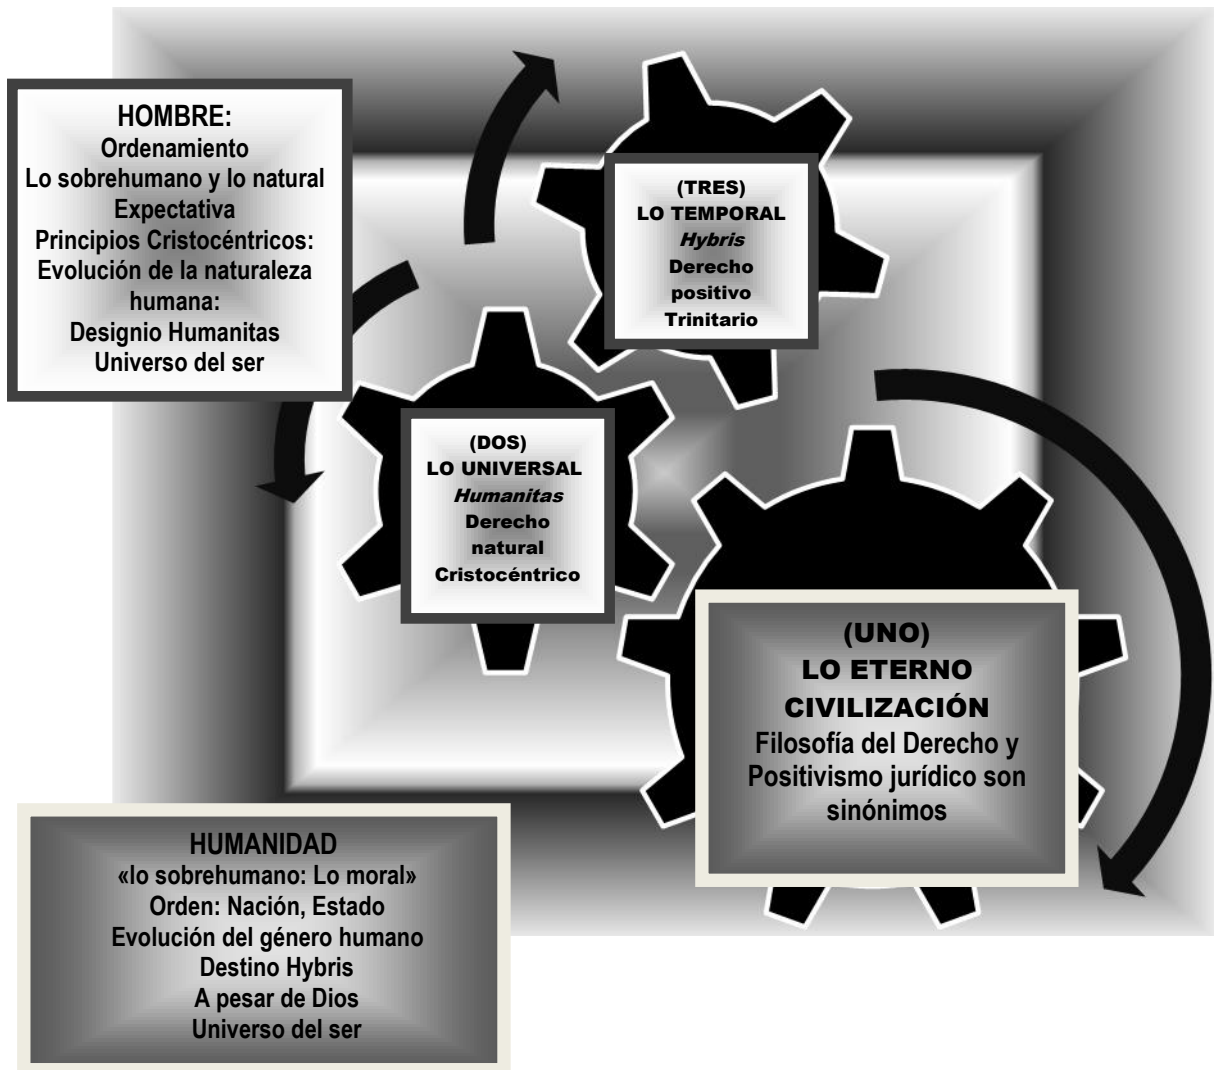 HOMBRE:
Ordenamiento
Lo sobrehumano y lo natural
Expectativa
Principios Cristocéntricos:
Evolución de la naturaleza
humana:
Designio Humanitas
Universo del ser
(TRES)
LO TEMPORAL
Hybris
Derecho
positivo
Trinitario
(DOS)
LO UNIVERSAL
Humanitas
Derecho
natural
Cristocéntrico
(UNO)
LO ETERNO
CIVILIZACIÓN
Filosofía del Derecho y
Positivismo jurídico son
sinónimos
HUMANIDAD
«lo sobrehumano: Lo moral»
Orden: Nación, Estado
Evolución del género humano
Destino Hybris
A pesar de Dios
Universo del ser